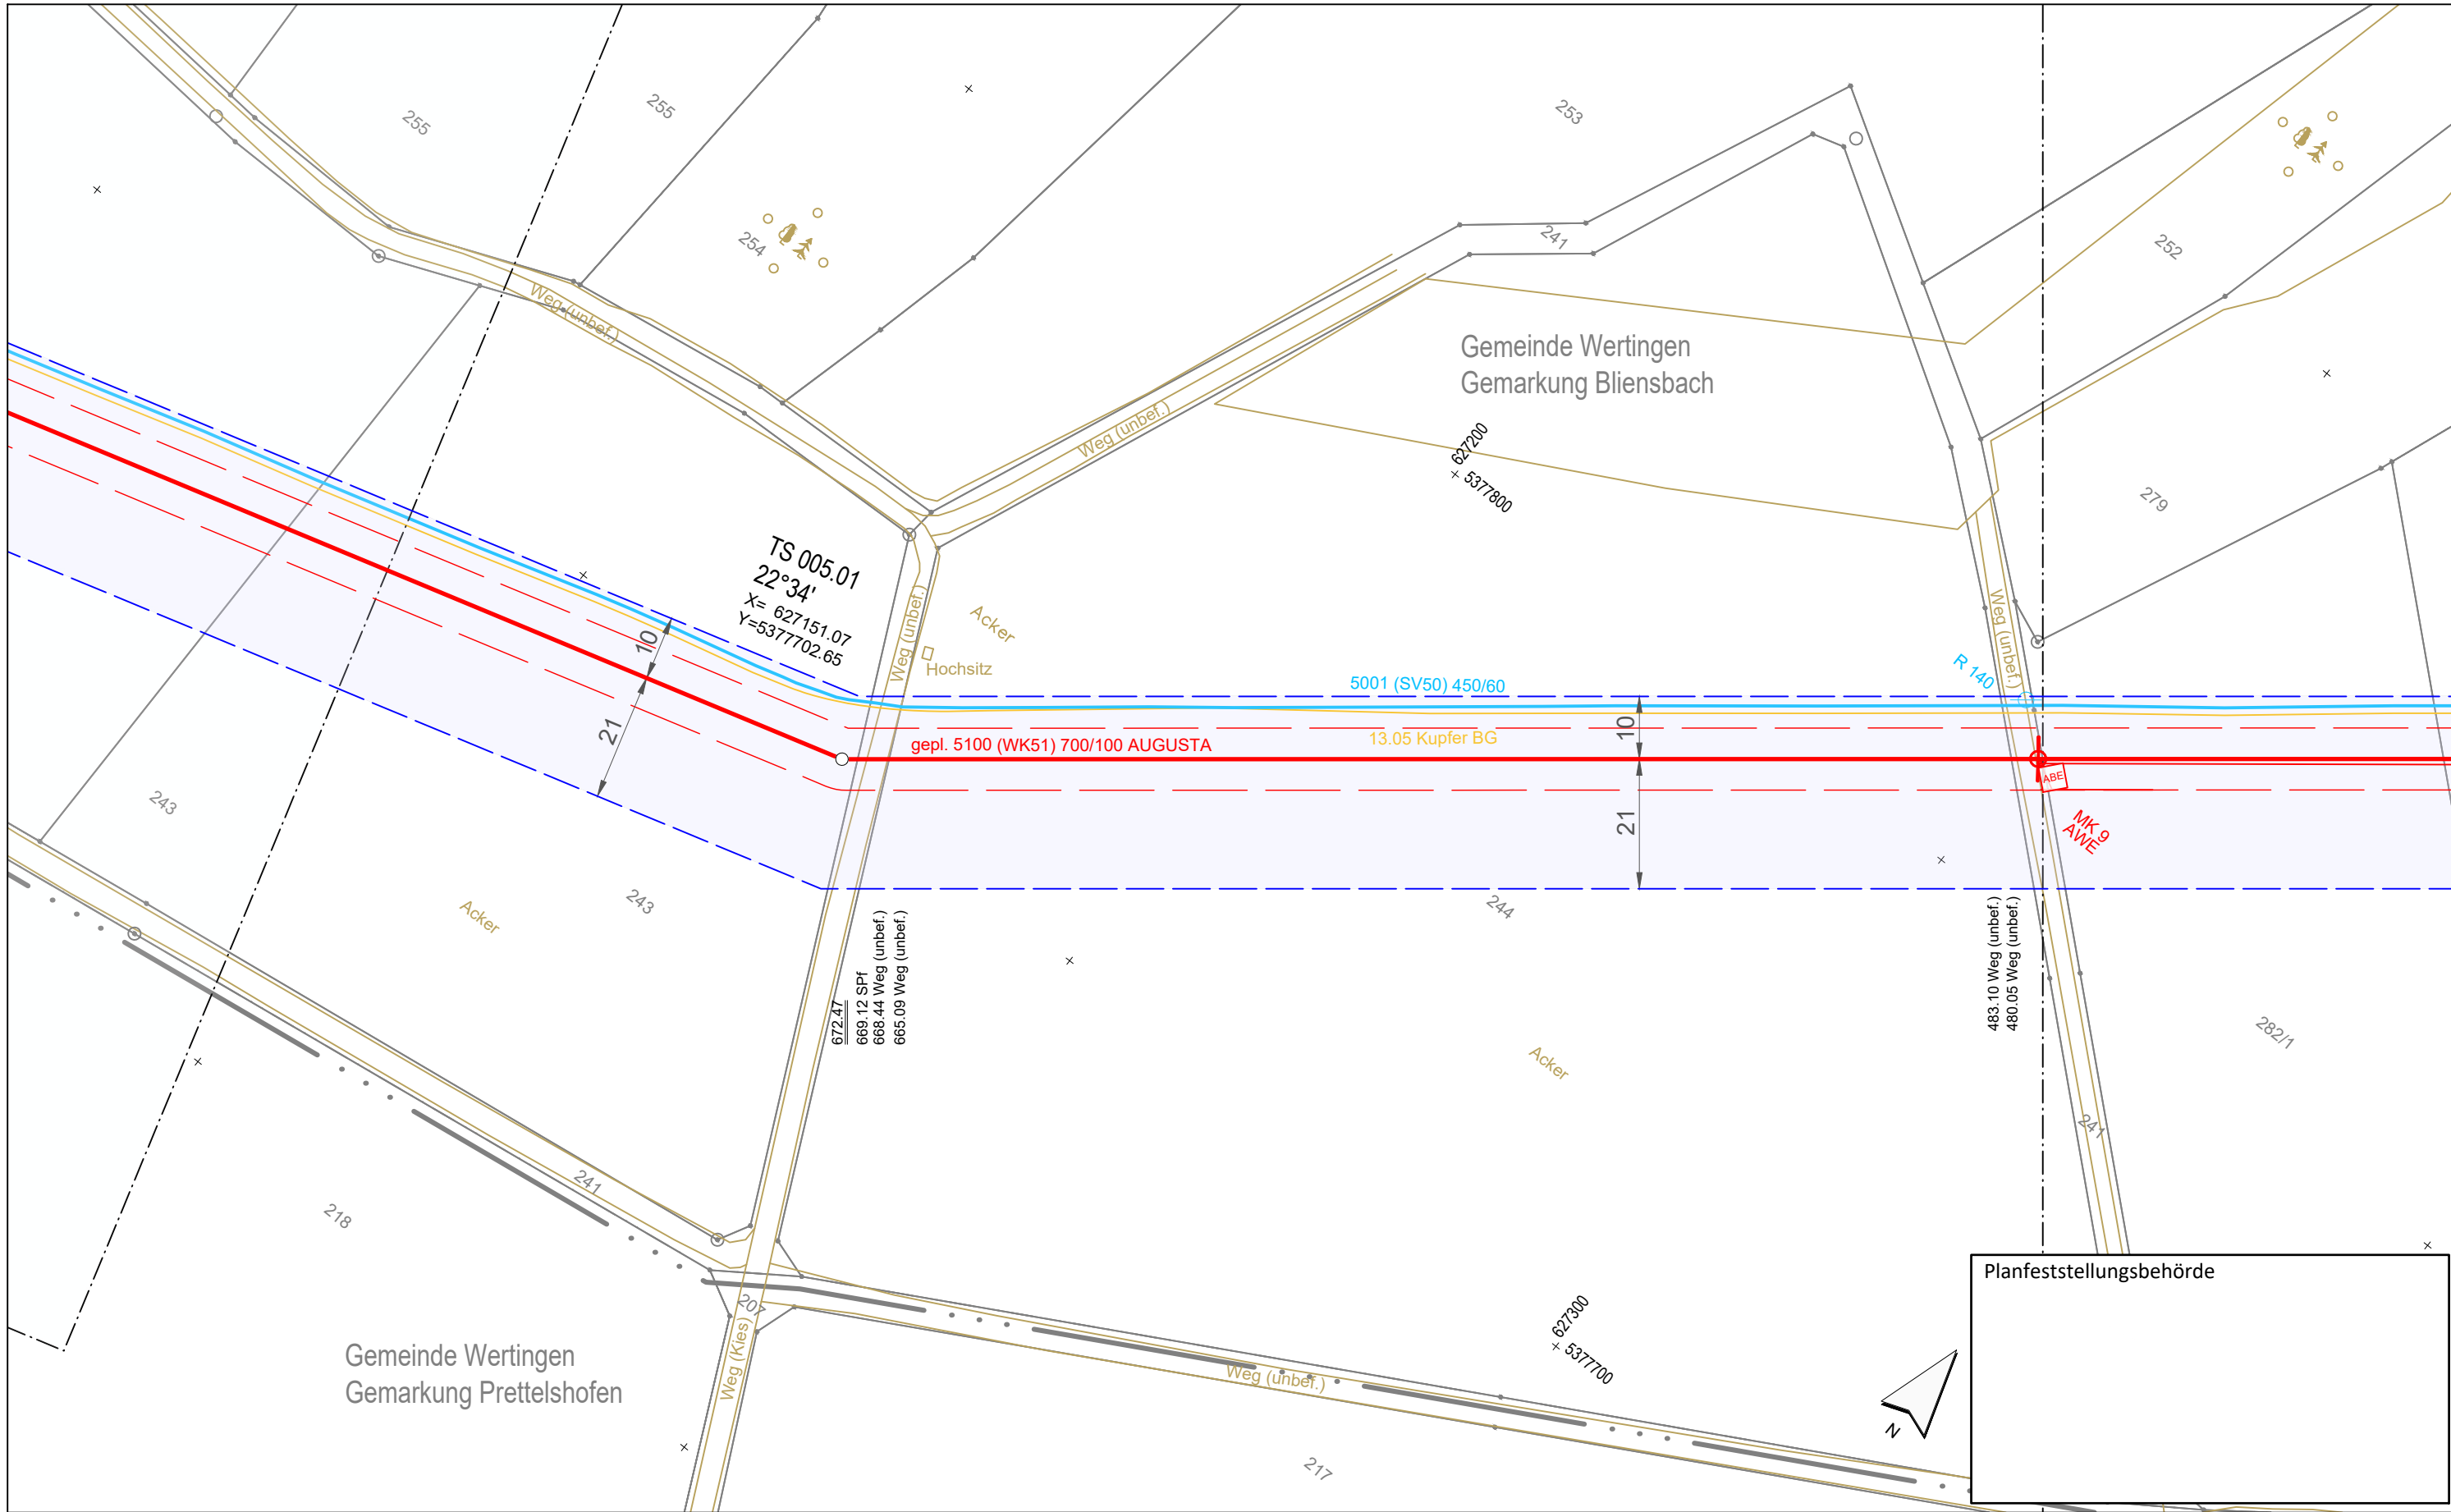 255
255
253
254
241
252
Weg (unbef.)
Gemeinde Wertingen
Gemarkung Bliensbach
Weg (unbef.)
627200
5377800
279
TS 005.01
22°34'
X= 627151.07
Y=5377702.65
Weg (unbef.)
Acker
Hochsitz
Weg (unbef.)
R 140
5001 (SV50) 450/60
10
21
10
gepl. 5100 (WK51) 700/100 AUGUSTA
13.05 Kupfer BG
ABE
21
MK 9
AWE
243
243
Acker
244
672.47
669.12 SPf
668.44 Weg (unbef.)
665.09 Weg (unbef.)
483.10 Weg (unbef.)
480.05 Weg (unbef.)
Acker
282/1
241
241
218
Planfeststellungsbehörde
207
627300
5377700
Gemeinde Wertingen
Gemarkung Prettelshofen
Weg (Kies)
Weg (unbef.)
N
217